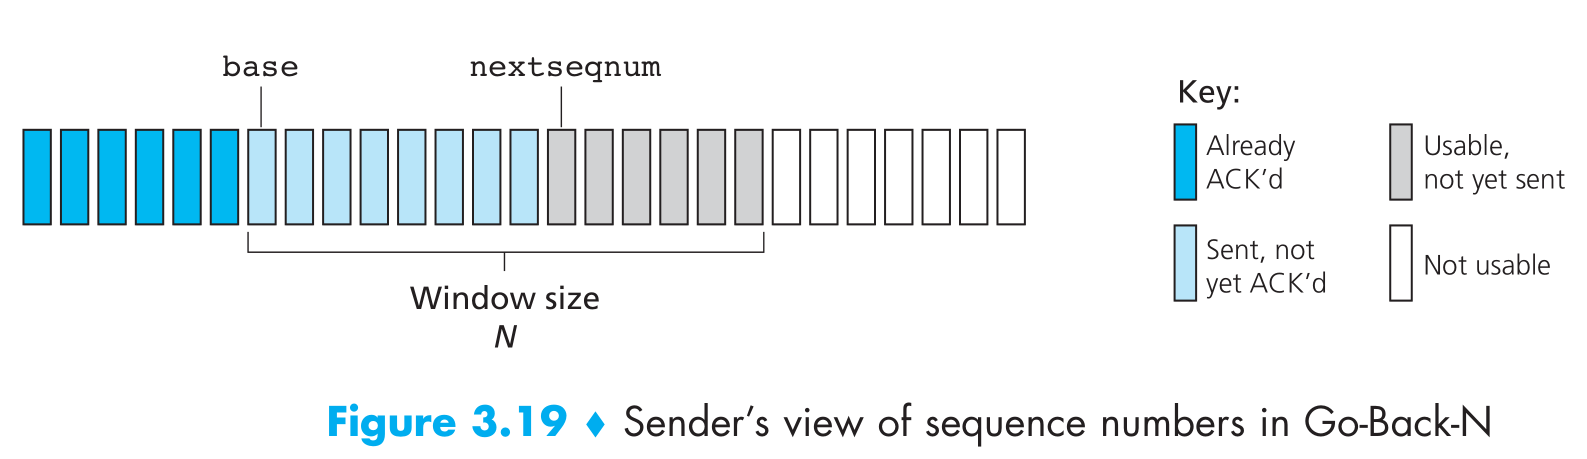 base
nextseqnum
Window size
N
Key:
Already
ACK’d
Usable,
not yet sent
Sent, not
yet ACK’d
Not usable
Figure 3.19 ♦ Sender’s view of sequence numbers in Go-Back-N